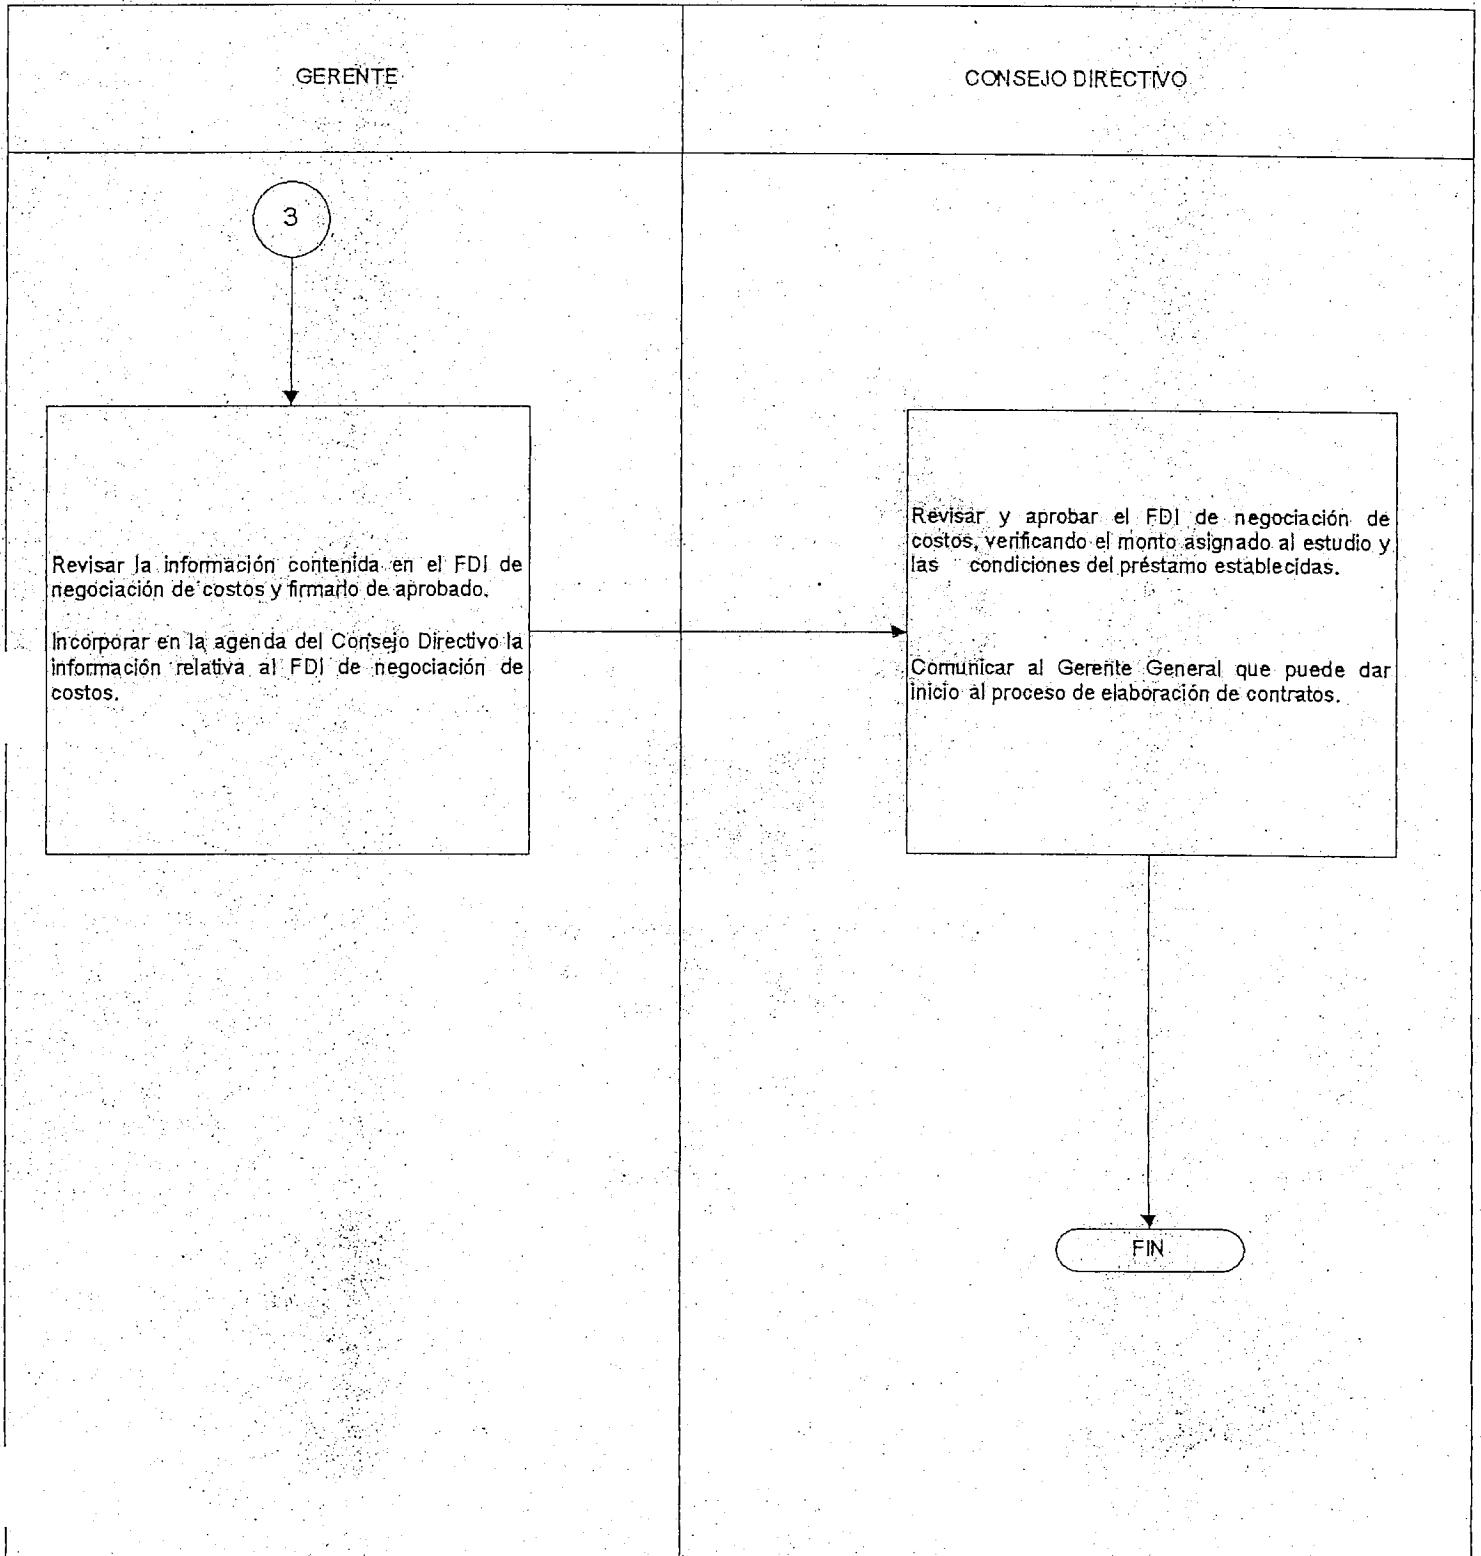 GERENTE
CONSEJO DIRECTIVO
3
Revisar la información contenida en el FDI de
negociación de costos y firmarlo de aprobado.
Incorporar en la agenda del Consejo Directivo la
información relativa al FDI de negociación de
costos.
Revisar y aprobar el FDI de negociación de
costos, verificando el monto asignado al estudio y
las condiciones del préstamo establecidas.
Comunicar al Gerente General que puede dar
inicio al proceso de elaboración de contratos.
FIN